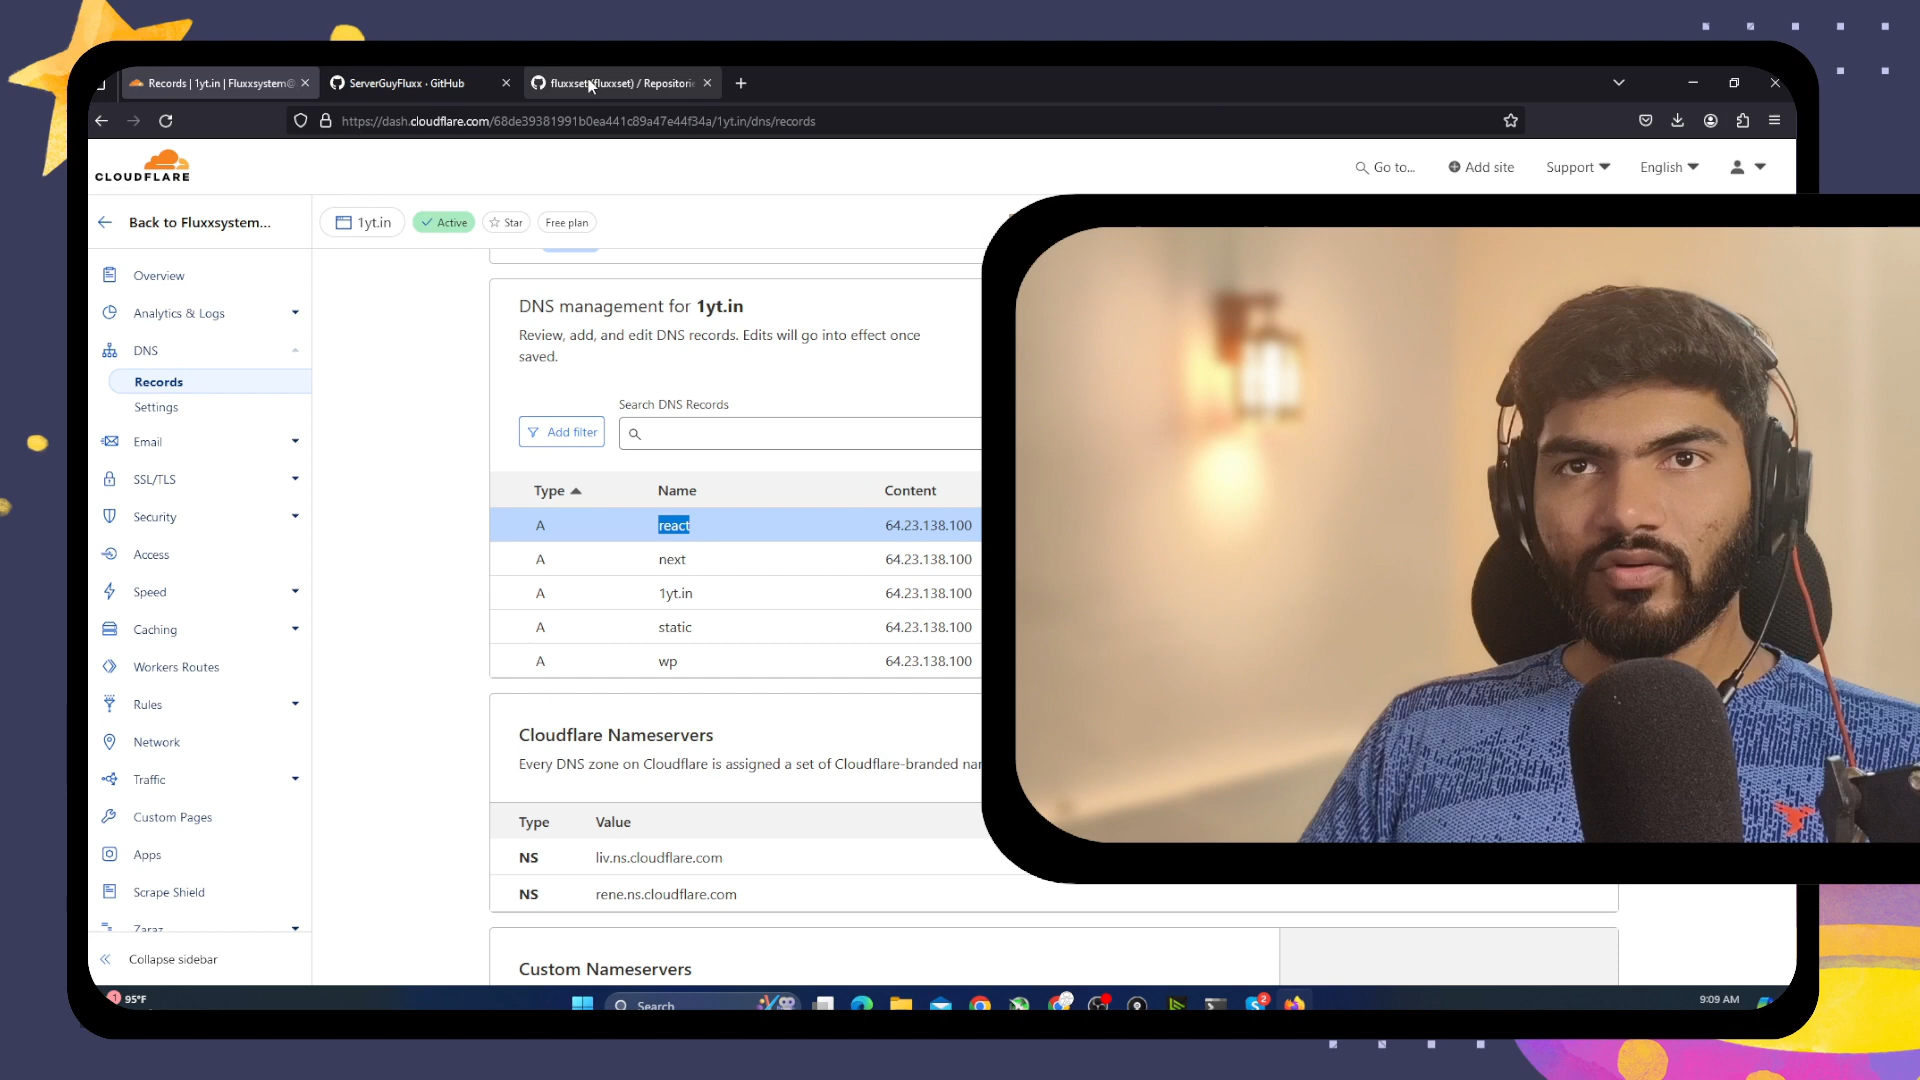 Records | 1yt.in | Fluxxsystem@
ServerGuyFluxx · GitHub
fluxxset (fluxxset) / Repositorie
https://dash.cloudflare.com/68de39381991b0ea441c89a47e44f34a/1yt.in/dns/records
CLOUDFLARE
Go to...
Add site
Support
English
Back to Fluxxsystem...
1yt.in
Active
Star
Free plan
Overview
Analytics & Logs
DNS
Records
Settings
Email
SSL/TLS
Security
Access
Speed
Caching
Workers Routes
Rules
Network
Traffic
Custom Pages
Apps
Scrape Shield
Zaraz
Collapse sidebar
DNS management for 1yt.in
Review, add, and edit DNS records. Edits will go into effect once
saved.
Search DNS Records
Add filter
Type Name Content
A react 64.23.138.100
A next 64.23.138.100
A 1yt.in 64.23.138.100
A static 64.23.138.100
A wp 64.23.138.100
Cloudflare Nameservers
Every DNS zone on Cloudflare is assigned a set of Cloudflare-branded nar
Type Value
NS liv.ns.cloudflare.com
NS rene.ns.cloudflare.com
Custom Nameservers
1
95°F
Search
2
9:09 AM